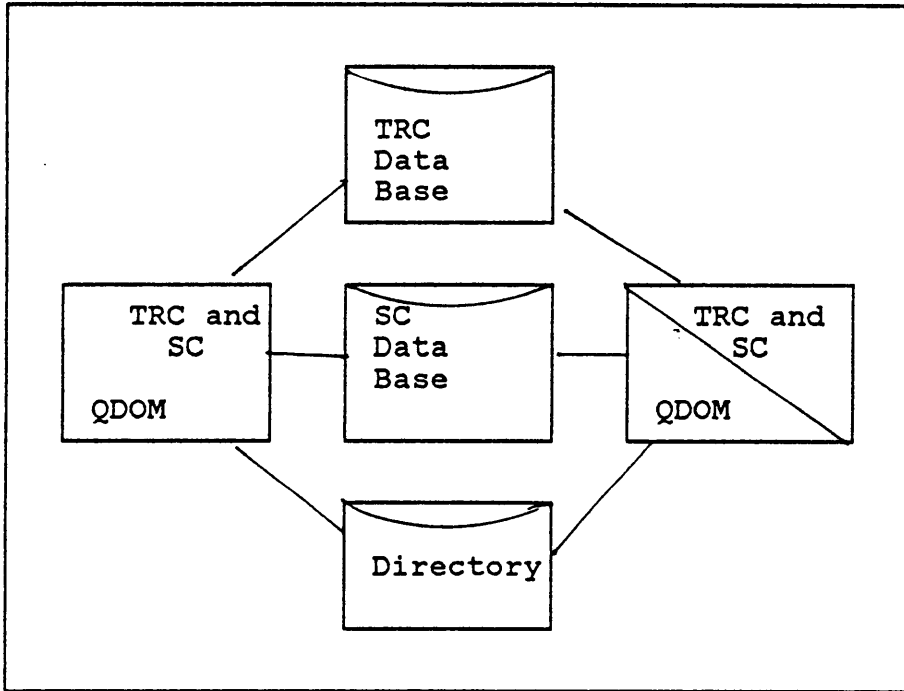 TRC
Data
Base
TRC and
SC
QDOM
SC
Data
Base
TRC and
SC
QDOM
Directory